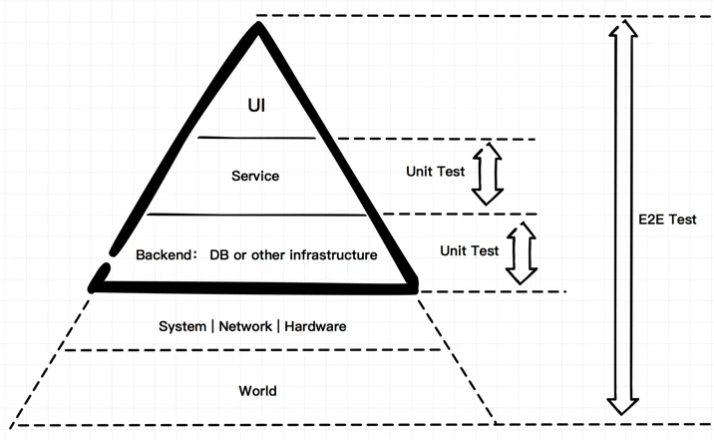 UI
Service
Unit Test
E2E Test
Backend: DB or other infrastructure
Unit Test
System | Network | Hardware
World